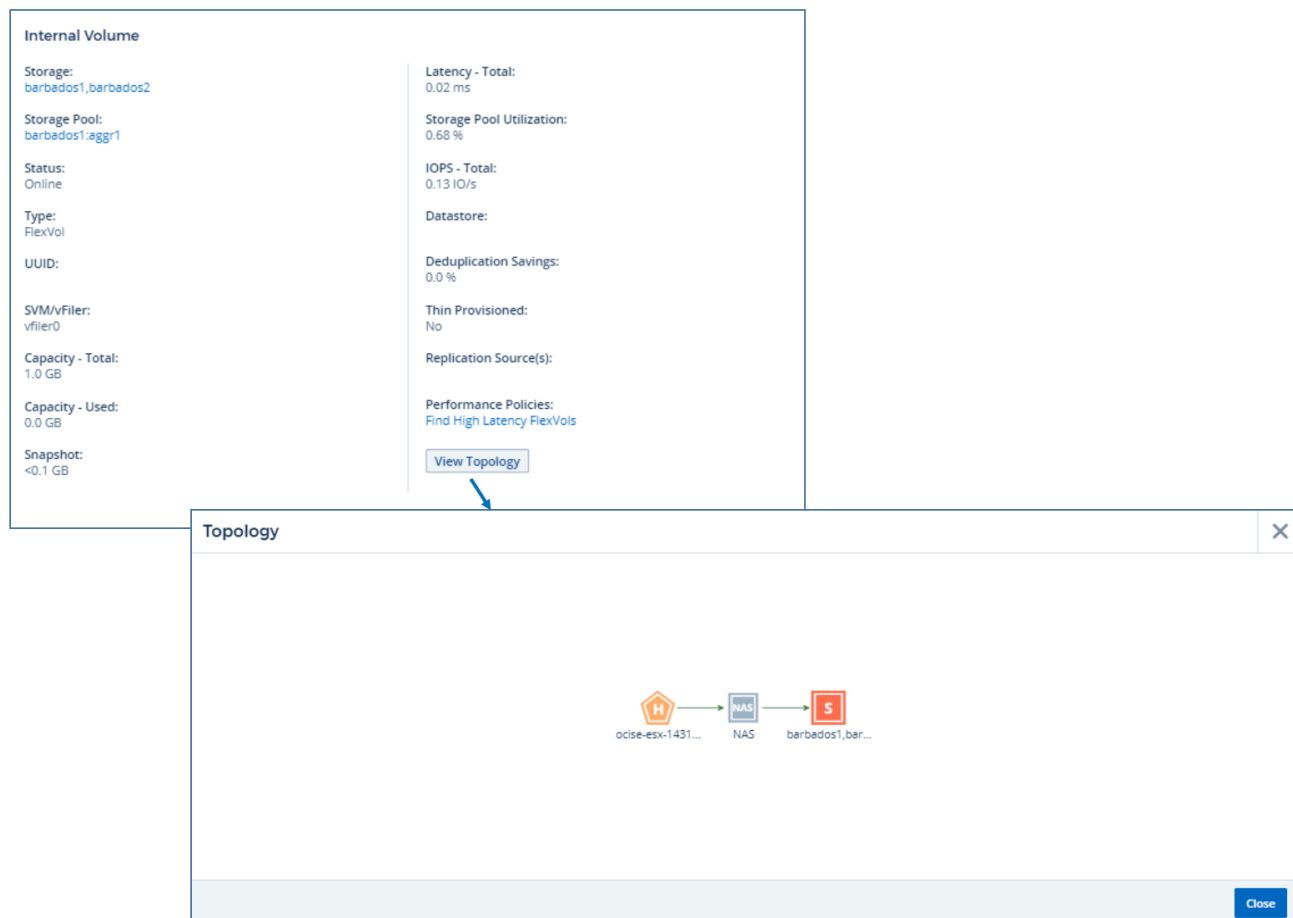 Internal Volume
Storage:
barbados1,barbados2
Storage Pool:
barbados1:aggr1
Status:
Online
Type:
FlexVol
UUID:
SVM/vFiler:
vfiler0
Capacity - Total:
1.0 GB
Capacity - Used:
0.0 GB
Snapshot:
<0.1 GB
Latency - Total:
0.02 ms
Storage Pool Utilization:
0.68 %
IOPS - Total:
0.13 IO/s
Datastore:
Deduplication Savings:
0.0 %
Thin Provisioned:
No
Replication Source(s):
Performance Policies:
Find High Latency FlexVols
View Topology
Topology
H
NAS
S
ocise-esx-1431...
NAS
barbados1,bar...
Close